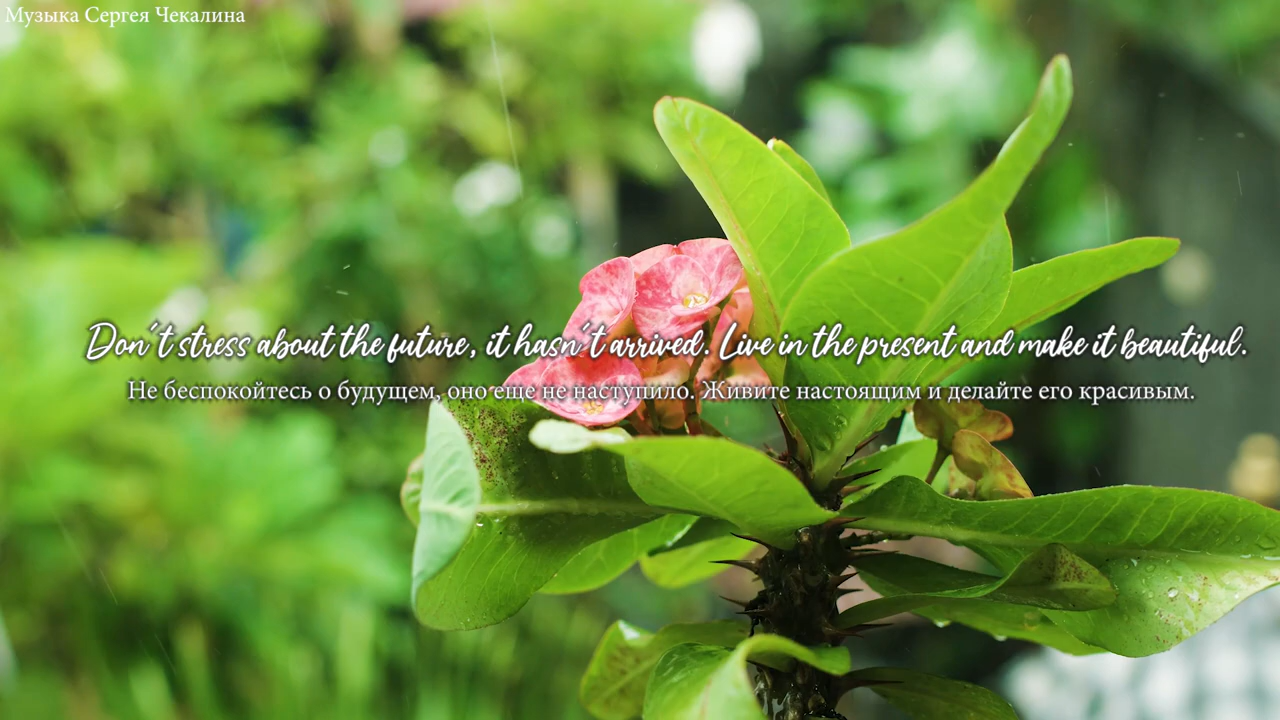 Музыка Сергея Чекалина
Don't stress about the future, it hasn't arrived. Live in the present and make it beautiful.
Не беспокойтесь о будущем, оно еще не наступило. Живите настоящим и делайте его красивым.